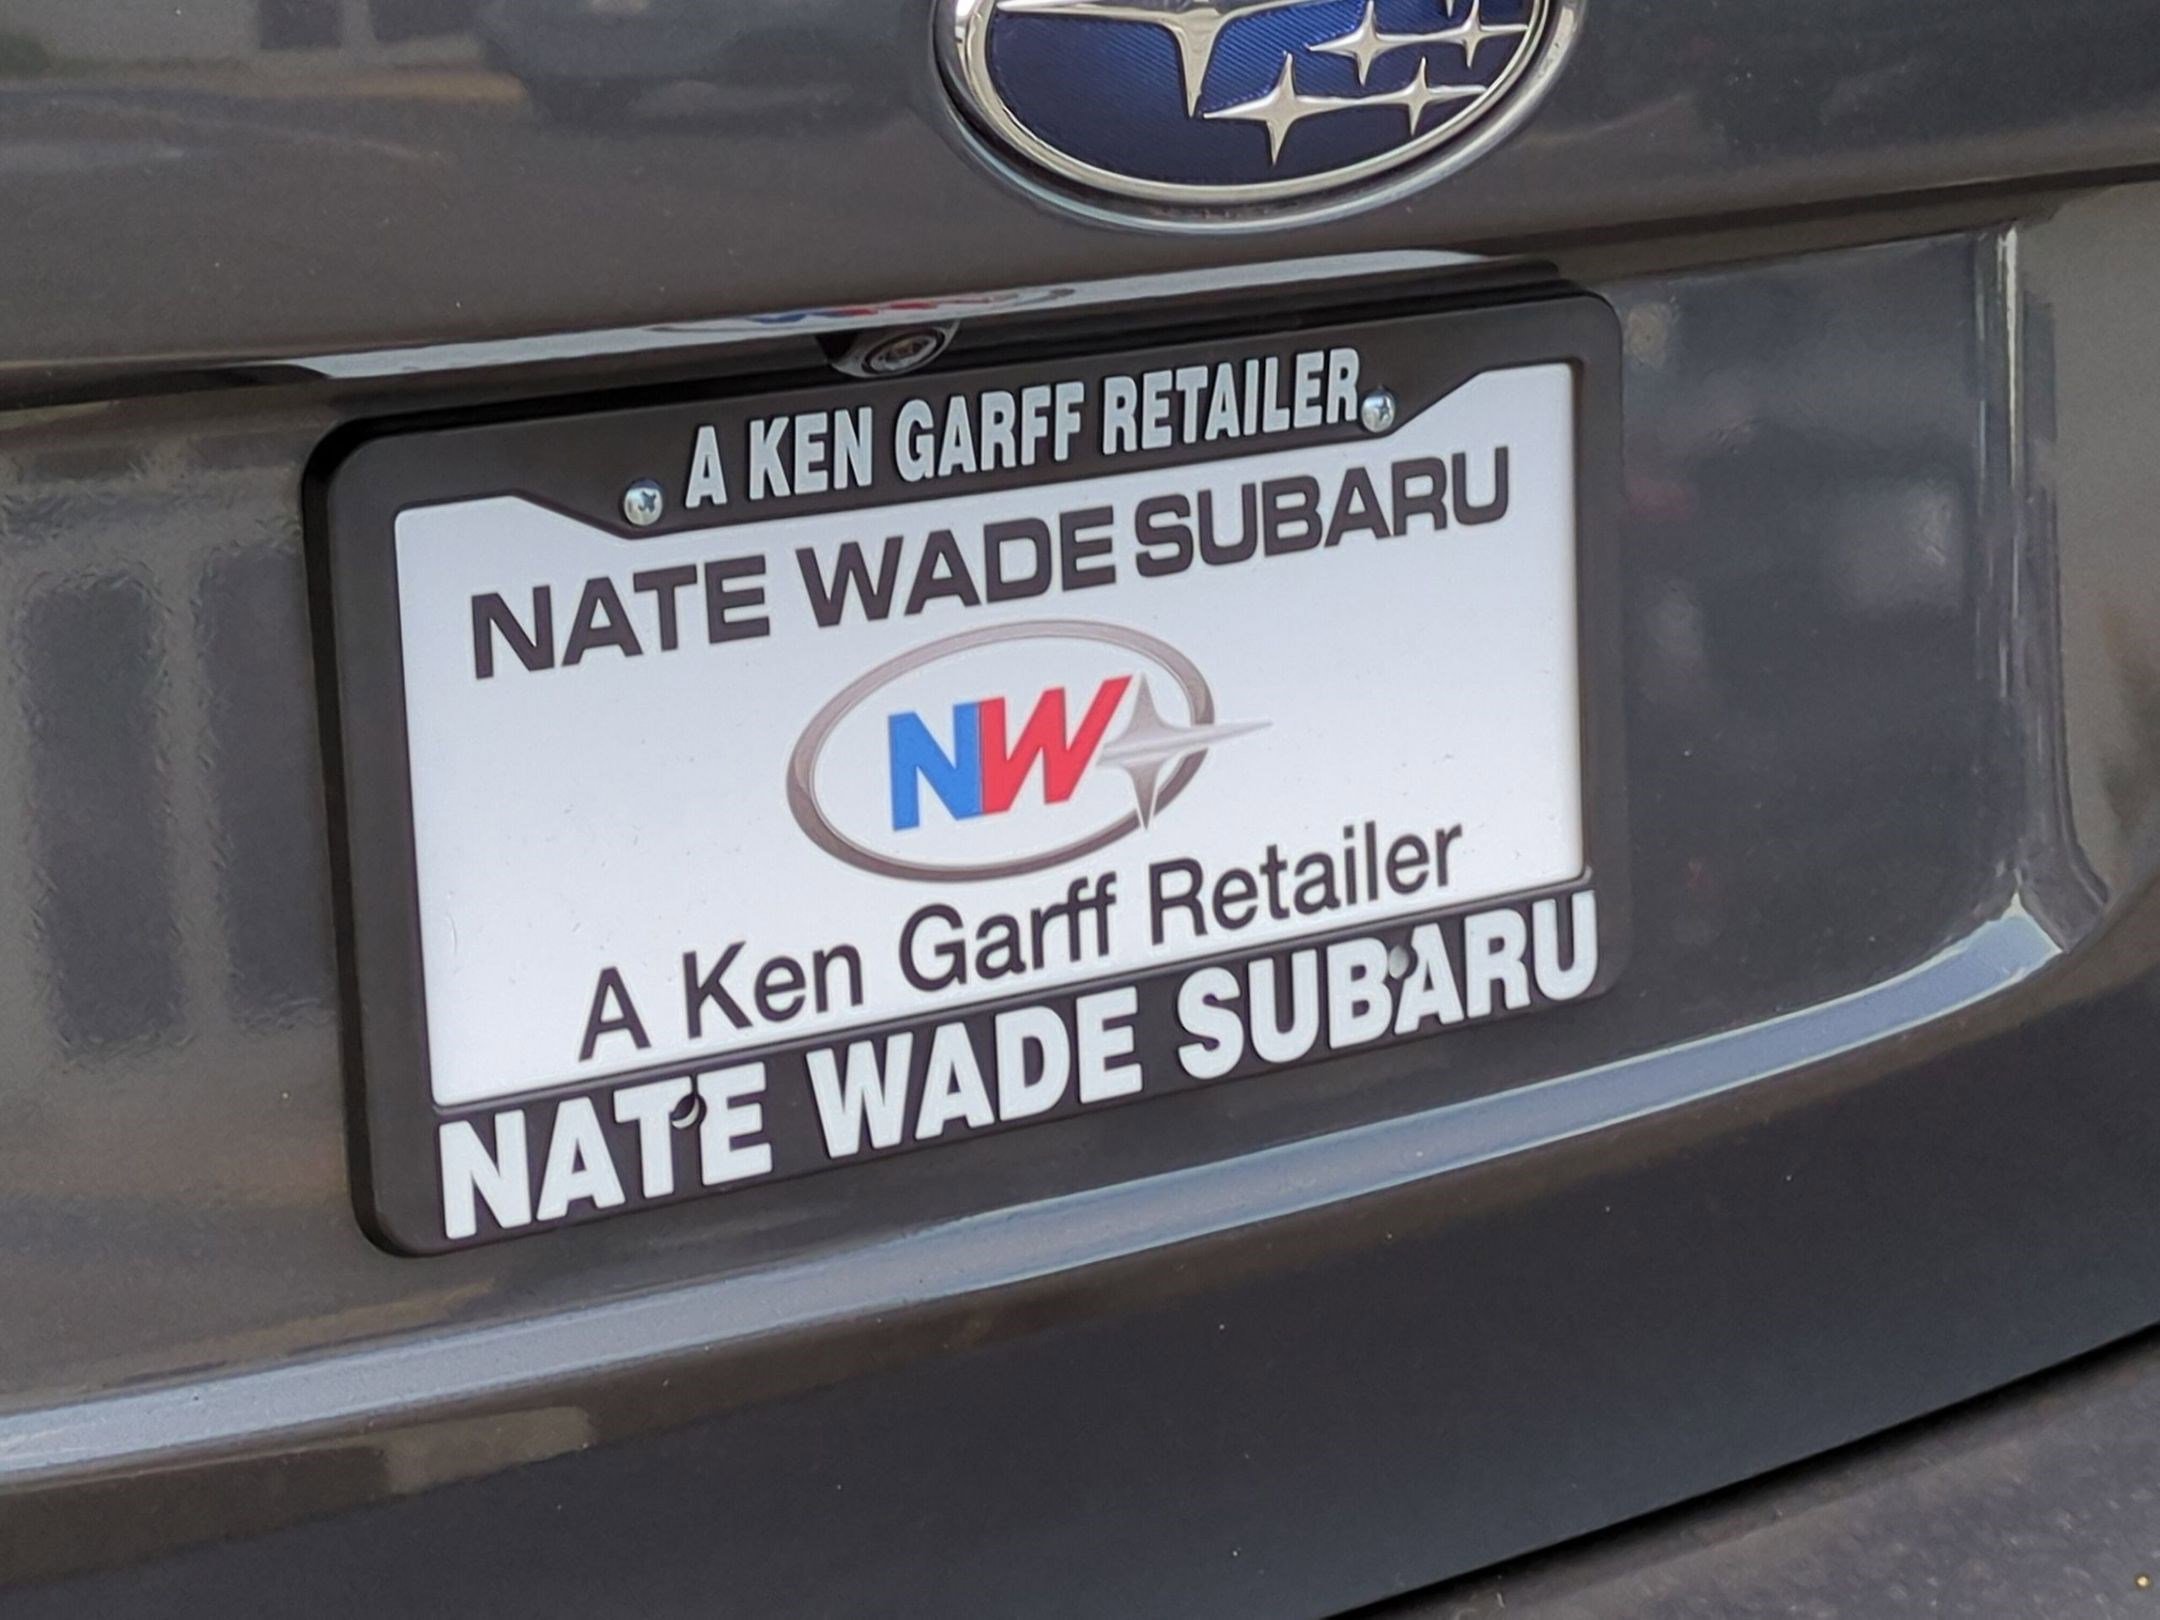 A KEN GARFF RETAILER
NATE WADE SUBARU
NW
A Ken Garff Retailer
NATE WADE SUBARU